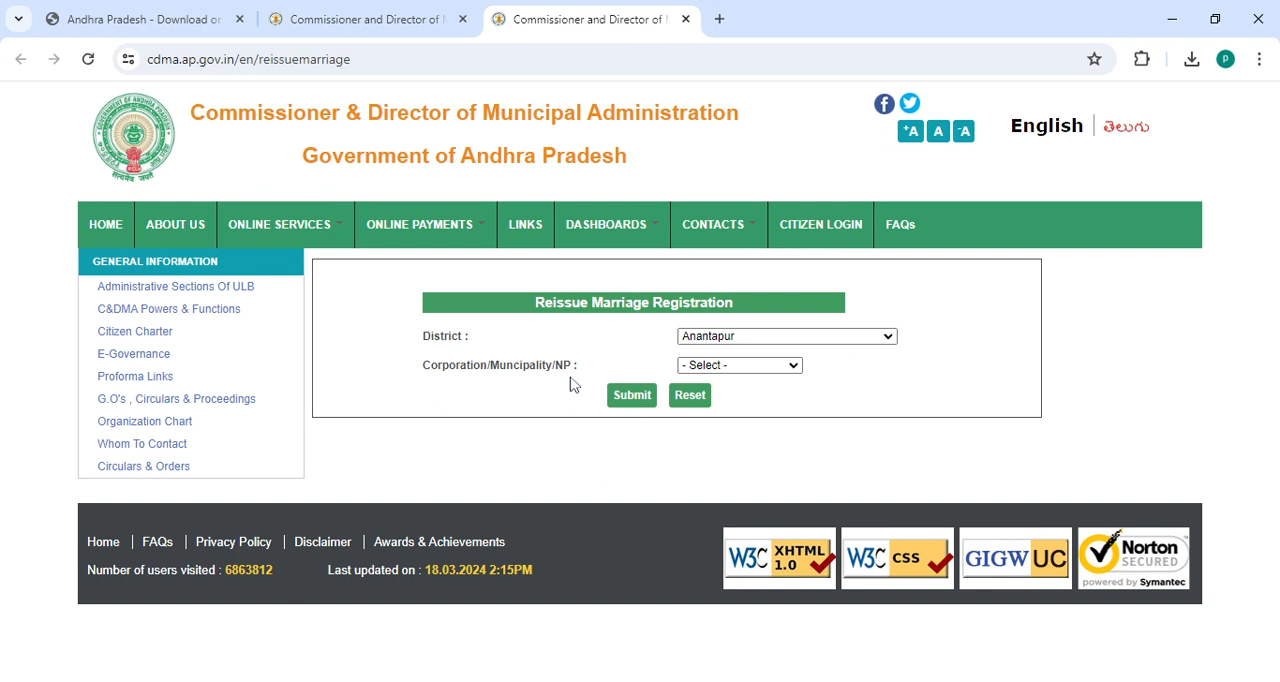 Andhra Pradesh - Download or
Commissioner and Director of M
Commissioner and Director of M
cdma.ap.gov.in/en/reissuemarriage
P
Commissioner & Director of Municipal Administration
Government of Andhra Pradesh
+A A -A
English | తెలుగు
HOME ABOUT US ONLINE SERVICES ONLINE PAYMENTS LINKS DASHBOARDS CONTACTS CITIZEN LOGIN FAQs
GENERAL INFORMATION
Administrative Sections Of ULB
C&DMA Powers & Functions
Citizen Charter
E-Governance
Proforma Links
G.O's , Circulars & Proceedings
Organization Chart
Whom To Contact
Circulars & Orders
Reissue Marriage Registration
District : Anantapur
Corporation/Muncipality/NP : - Select -
Submit Reset
Home | FAQs | Privacy Policy | Disclaimer | Awards & Achievements
Number of users visited : 6863812 Last updated on : 18.03.2024 2:15PM
W3C XHTML 1.0
W3C CSS
GIGW UC
Norton SECURED
powered by Symantec